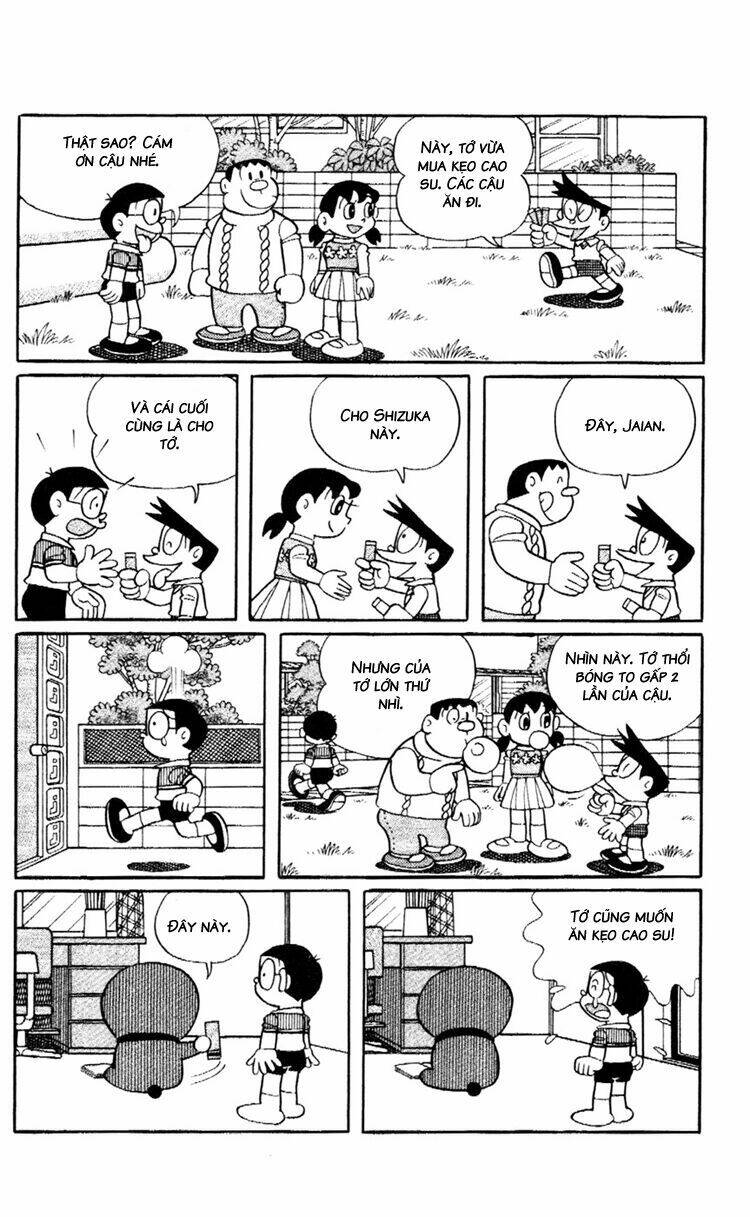 Này, tớ vừa
mua kẹo cao
su. Các cậu
ăn đi.
Thật sao? Cám
ơn cậu nhé.
Đây, Jaian.
Cho Shizuka
này.
Và cái cuối
cùng là cho
tớ.
Nhìn này. Tớ thổi
bóng to gấp 2
lần của cậu.
Nhưng của
tớ lớn thứ
nhì.
Tớ cũng muốn
ăn kẹo cao su!
Đây này.